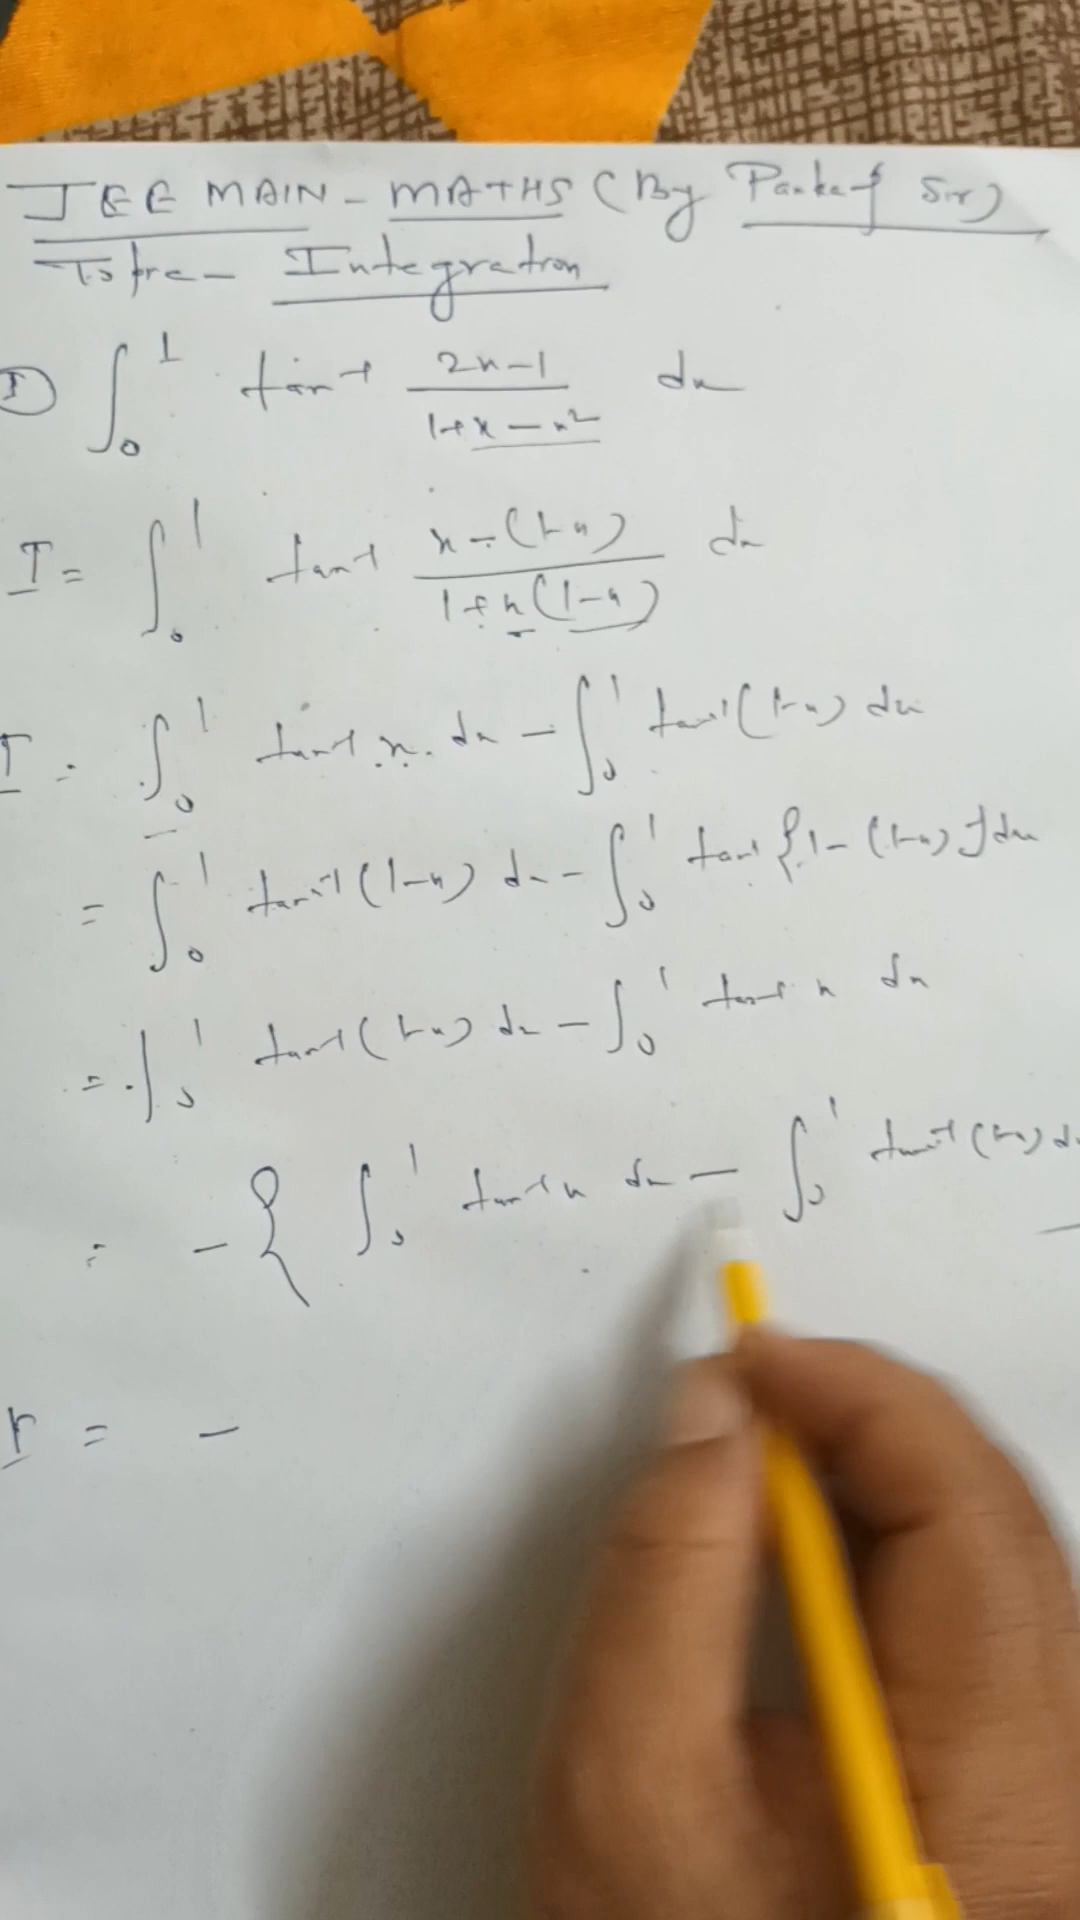 JEE MAIN - MATHS (By Pankaj Sir)
Topic - Integration
① ∫₀¹ tan⁻¹ (2x-1)/(1+x-x²) dx
I = ∫₀¹ tan⁻¹ (x-(1-x))/(1+x(1-x)) dx
I = ∫₀¹ tan⁻¹ x. dx - ∫₀¹ tan⁻¹(1-x) dx
= ∫₀¹ tan⁻¹(1-x) dx - ∫₀¹ tan⁻¹ {1-(1-x)} dx
= ∫₀¹ tan⁻¹(1-x) dx - ∫₀¹ tan⁻¹ x dx
= - { ∫₀¹ tan⁻¹ x dx - ∫₀¹ tan⁻¹(1-x) d
I = -